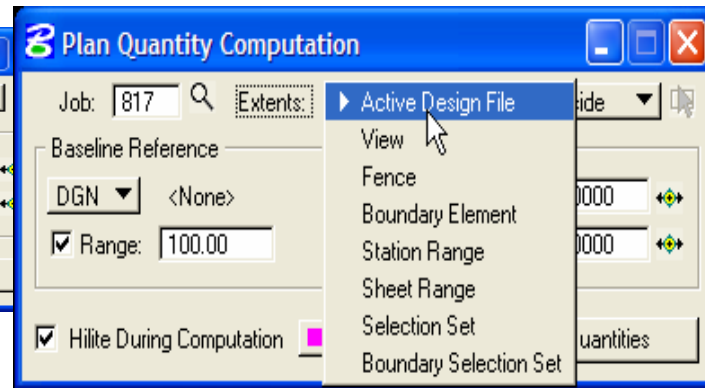 Plan Quantity Computation
Job: 817 Extents: Active Design File
View
Baseline Reference
Fence
DGN <None>
Boundary Element
Range: 100.00
Station Range
Sheet Range
Hilite During Computation
Selection Set
Boundary Selection Set